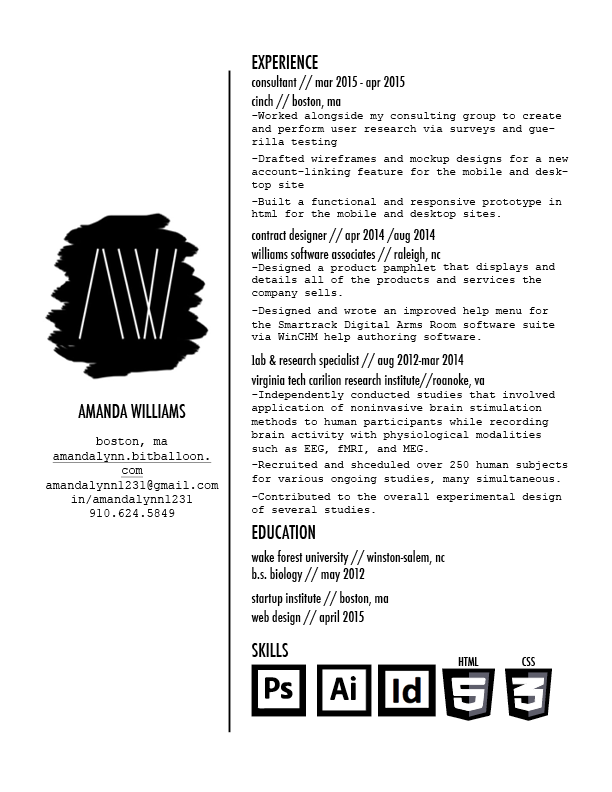 AW
AMANDA WILLIAMS
boston, ma
amandalynn.bitballoon.
com
amandalynn1231@gmail.com
in/amandalynn1231
910.624.5849
EXPERIENCE
consultant // mar 2015 - apr 2015
cinch // boston, ma
-Worked alongside my consulting group to create
and perform user research via surveys and gue-
rilla testing
-Drafted wireframes and mockup designs for a new
account-linking feature for the mobile and desk-
top site
-Built a functional and responsive prototype in
html for the mobile and desktop sites.
contract designer // apr 2014 /aug 2014
williams software associates // raleigh, nc
-Designed a product pamphlet that displays and
details all of the products and services the
company sells.
-Designed and wrote an improved help menu for
the Smartrack Digital Arms Room software suite
via WinCHM help authoring software.
lab & research specialist // aug 2012-mar 2014
virginia tech carilion research institute//roanoke, va
-Independently conducted studies that involved
application of noninvasive brain stimulation
methods to human participants while recording
brain activity with physiological modalities
such as EEG, fMRI, and MEG.
-Recruited and shceduled over 250 human subjects
for various ongoing studies, many simultaneous.
-Contributed to the overall experimental design
of several studies.
EDUCATION
wake forest university // winston-salem, nc
b.s. biology // may 2012
startup institute // boston, ma
web design // april 2015
SKILLS
HTML CSS
Ps Ai Id 5 3